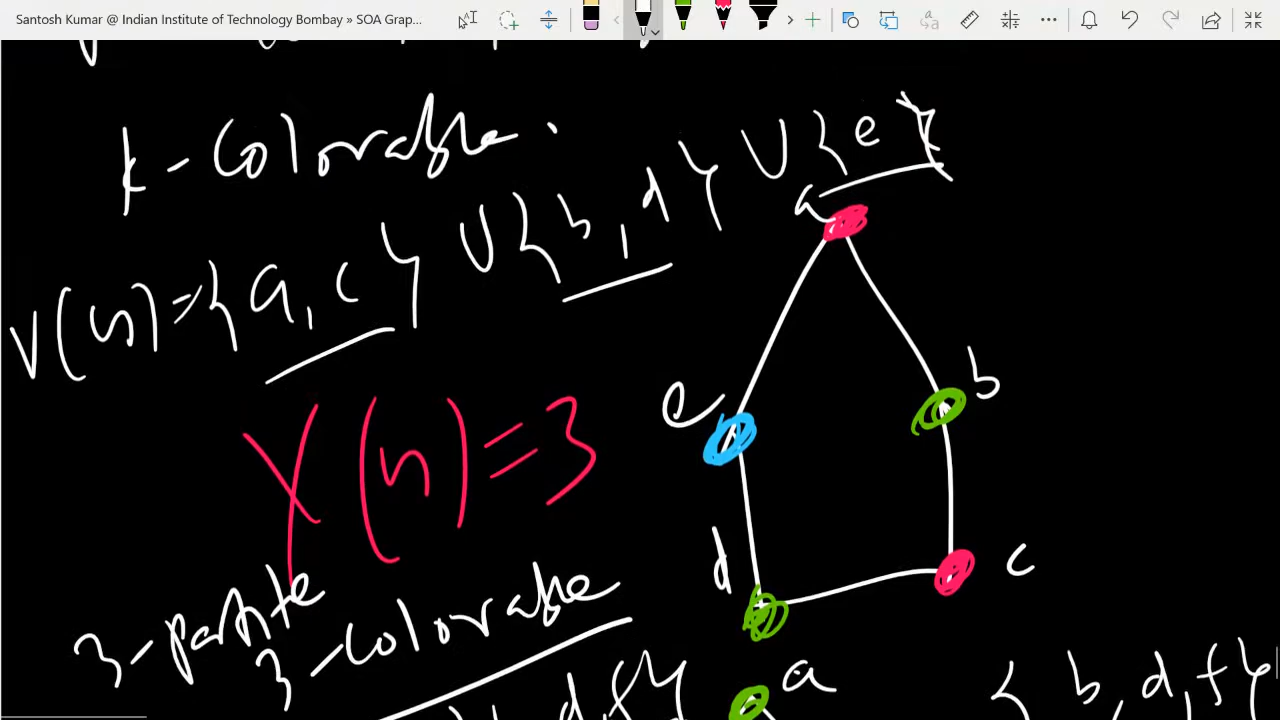 Santosh Kumar @ Indian Institute of Technology Bombay » SOA Grap...
k-colorable.
V(H)={a,c} U{b,d} U{e}
χ(H)=3
3-partite
3-colorable
a
b
c
d
e
a
d,f}
{b,d,f}